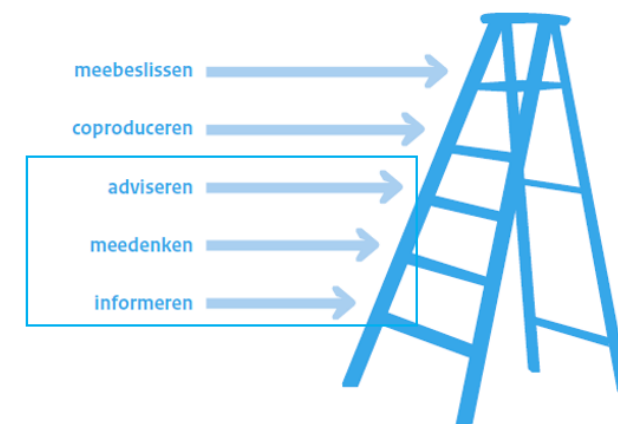 meebeslissen
coproduceren
adviseren
meedenken
informeren